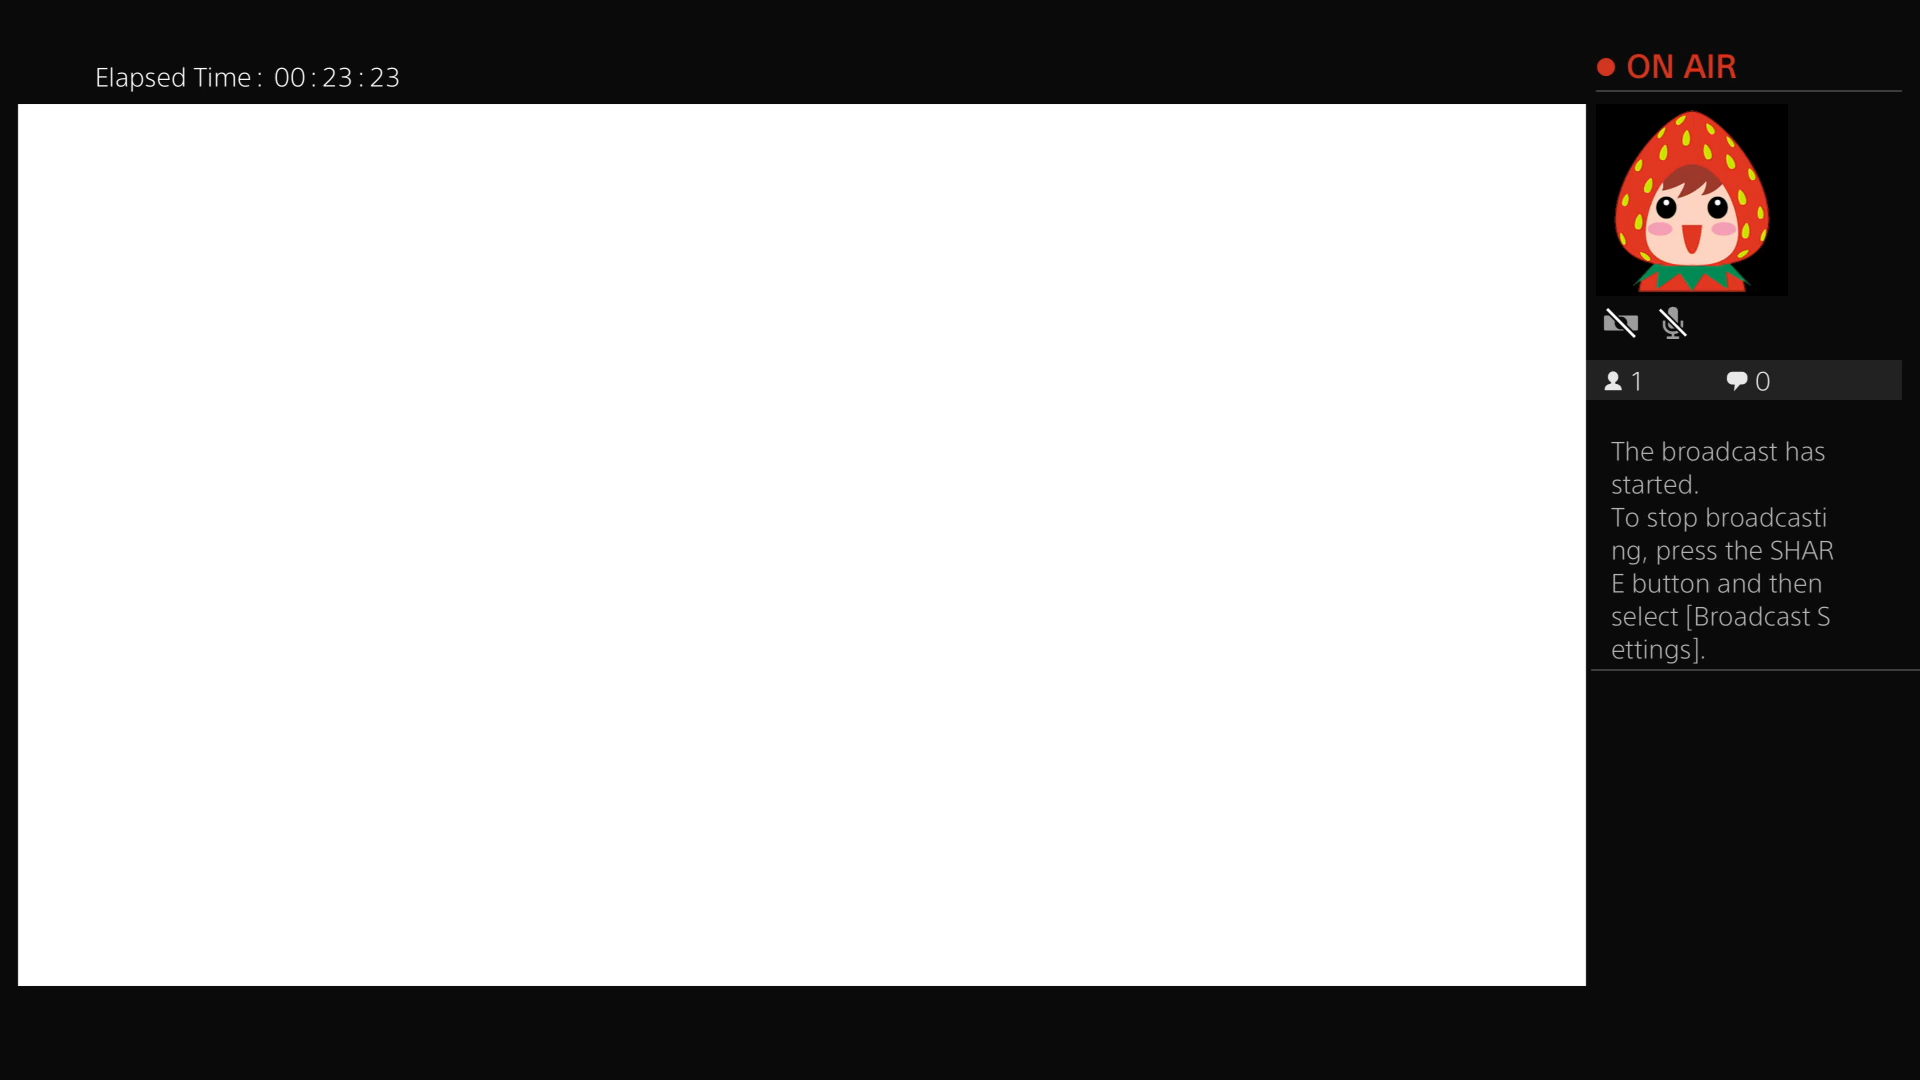 Elapsed Time: 00:23:23
ON AIR
1
0
The broadcast has
started.
To stop broadcasti
ng, press the SHAR
E button and then
select [Broadcast S
ettings].